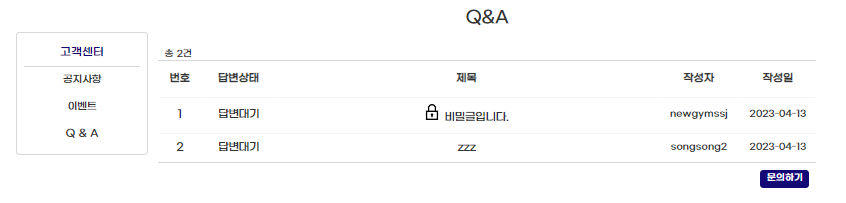 Q&A
고객센터
공지사항
이벤트
Q & A
총 2건
번호 답변상태 제목 작성자 작성일
1 답변대기 비밀글입니다. newgymssj 2023-04-13
2 답변대기 zzz songsong2 2023-04-13
문의하기